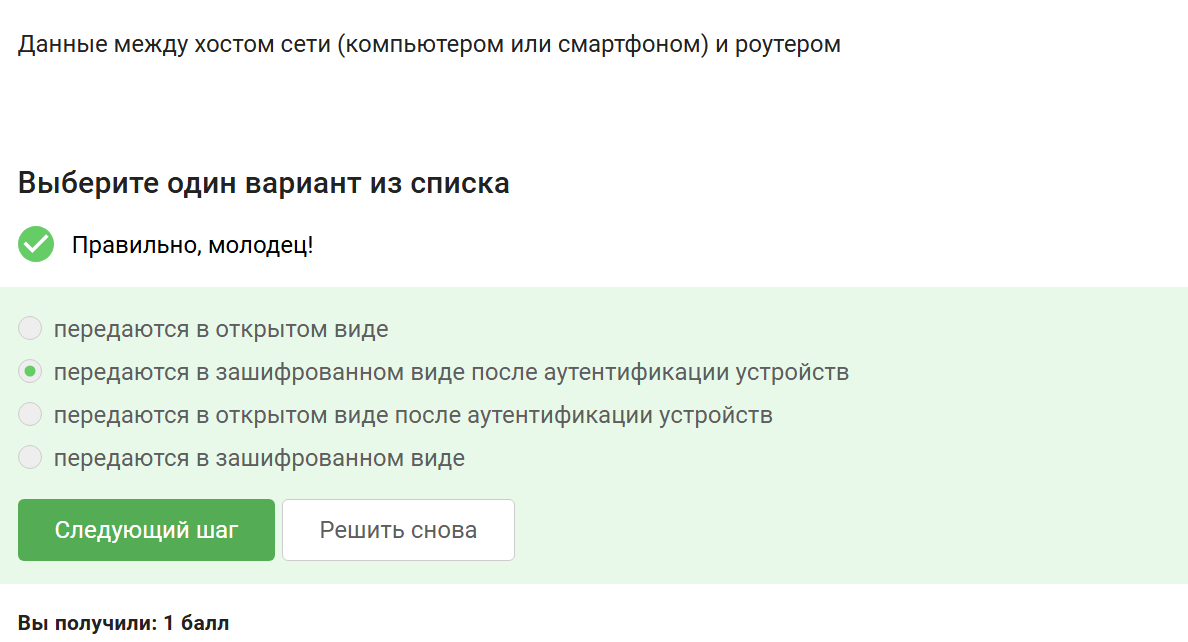 Данные между хостом сети (компьютером или смартфоном) и роутером
Выберите один вариант из списка
Правильно, молодец!
передаются в открытом виде
передаются в зашифрованном виде после аутентификации устройств
передаются в открытом виде после аутентификации устройств
передаются в зашифрованном виде
Следующий шаг
Решить снова
Вы получили: 1 балл